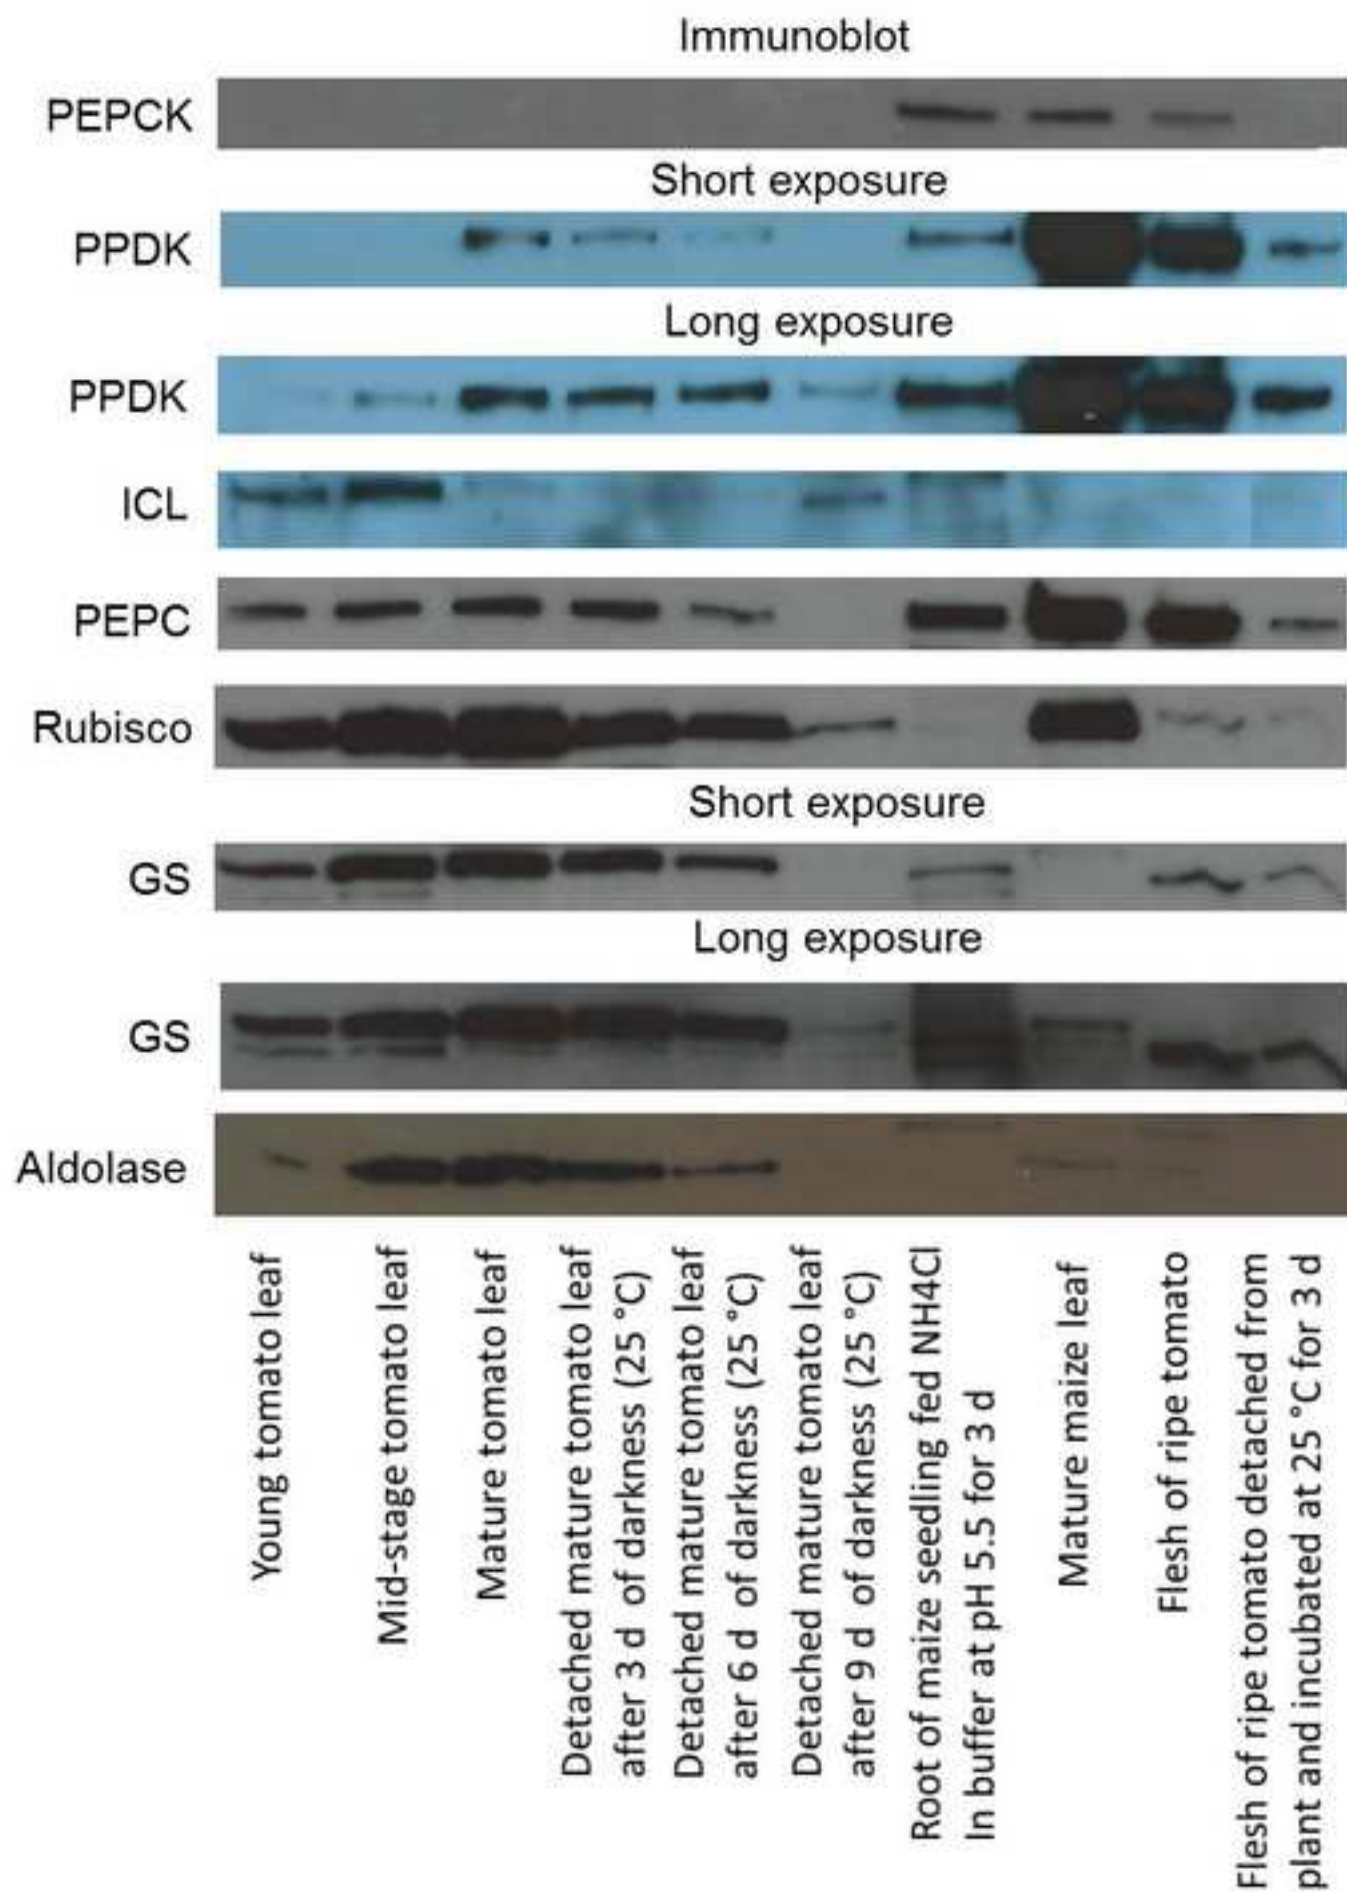 Immunoblot
PEPCK
Short exposure
PPDK
Long exposure
PPDK
ICL
PEPC
Rubisco
Short exposure
GS
Long exposure
GS
Aldolase
Young tomato leaf
Mid-stage tomato leaf
Mature tomato leaf
Detached mature tomato leaf
after 3 d of darkness (25 °C)
Detached mature tomato leaf
after 6 d of darkness (25 °C)
Detached mature tomato leaf
after 9 d of darkness (25 °C)
Root of maize seedling fed NH4Cl
In buffer at pH 5.5 for 3 d
Mature maize leaf
Flesh of ripe tomato
Flesh of ripe tomato detached from
plant and incubated at 25 °C for 3 d